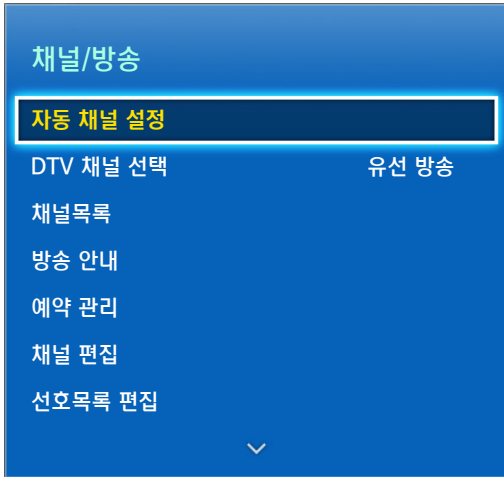 채널/방송
자동 채널 설정
DTV 채널 선택 유선 방송
채널목록
방송 안내
예약 관리
채널 편집
선호목록 편집